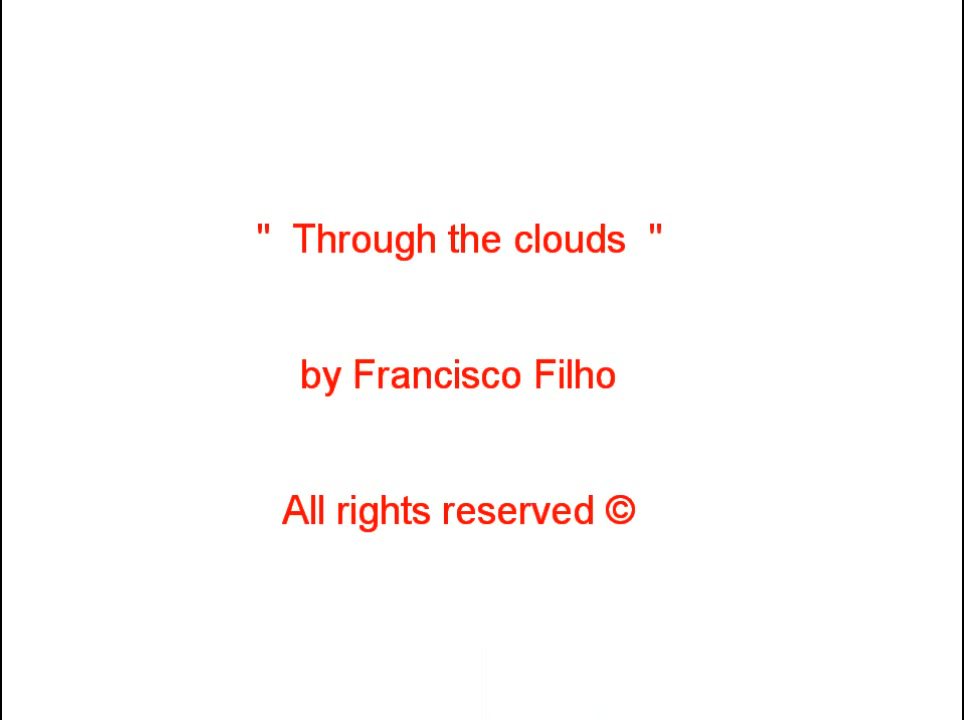 "  Through the clouds  "
by Francisco Filho
All rights reserved ©